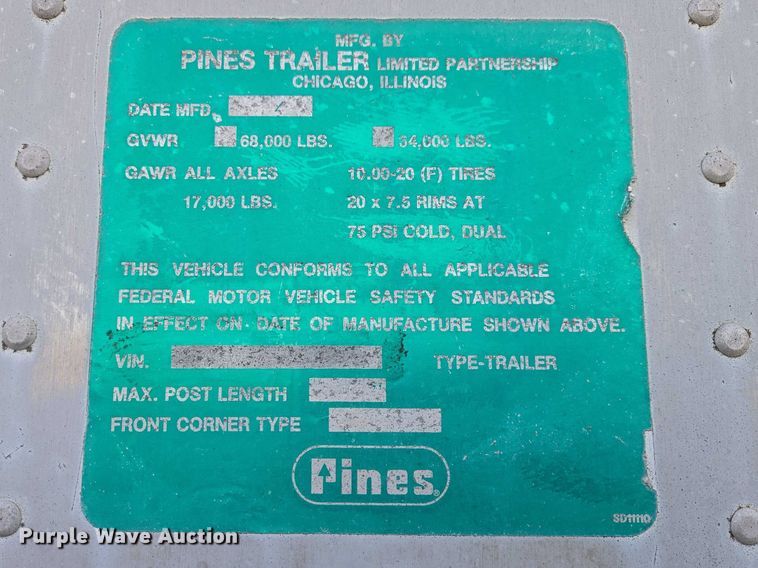 MFG. BY
PINES TRAILER LIMITED PARTNERSHIP
CHICAGO, ILLINOIS
DATE MFD.
GVWR 68,000 LBS. 34,000 LBS.
GAWR ALL AXLES 10.00-20 (F) TIRES
17,000 LBS. 20 x 7.5 RIMS AT
75 PSI COLD, DUAL
THIS VEHICLE CONFORMS TO ALL APPLICABLE
FEDERAL MOTOR VEHICLE SAFETY STANDARDS
IN EFFECT ON DATE OF MANUFACTURE SHOWN ABOVE.
VIN. TYPE-TRAILER
MAX. POST LENGTH
FRONT CORNER TYPE
Pines®
SD11110
Purple Wave Auction